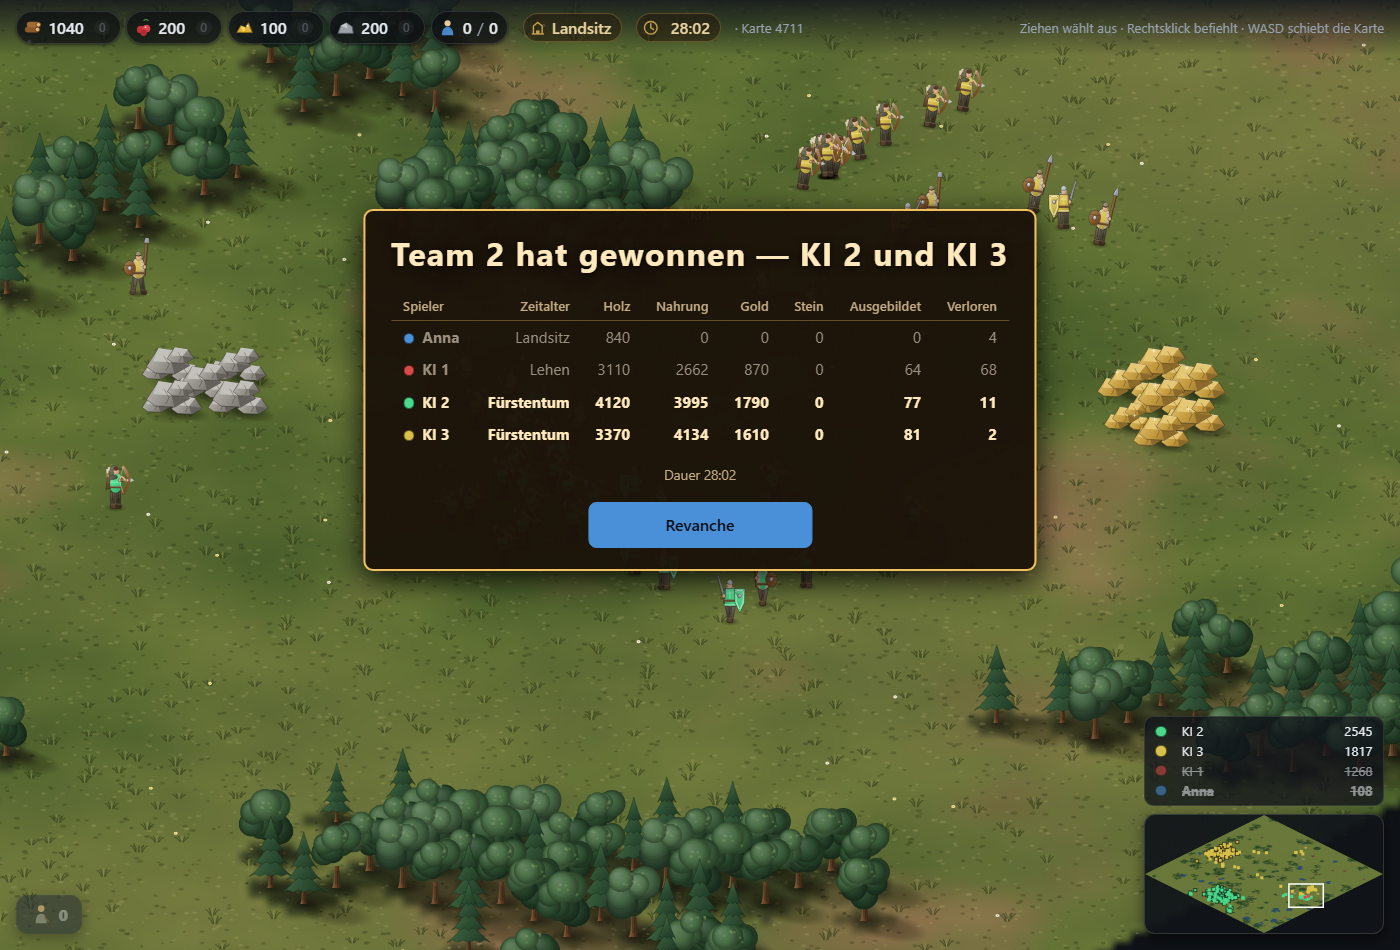 1040 0 200 0 100 0 200 0 0 / 0 Landsitz 28:02 · Karte 4711 Ziehen wählt aus · Rechtsklick befiehlt · WASD schiebt die Karte
Team 2 hat gewonnen — KI 2 und KI 3
Spieler Zeitalter Holz Nahrung Gold Stein Ausgebildet Verloren
Anna Landsitz 840 0 0 0 0 4
KI 1 Lehen 3110 2662 870 0 64 68
KI 2 Fürstentum 4120 3995 1790 0 77 11
KI 3 Fürstentum 3370 4134 1610 0 81 2
Dauer 28:02
Revanche
KI 2 2545
KI 3 1817
KI 1 1268
Anna 108
0